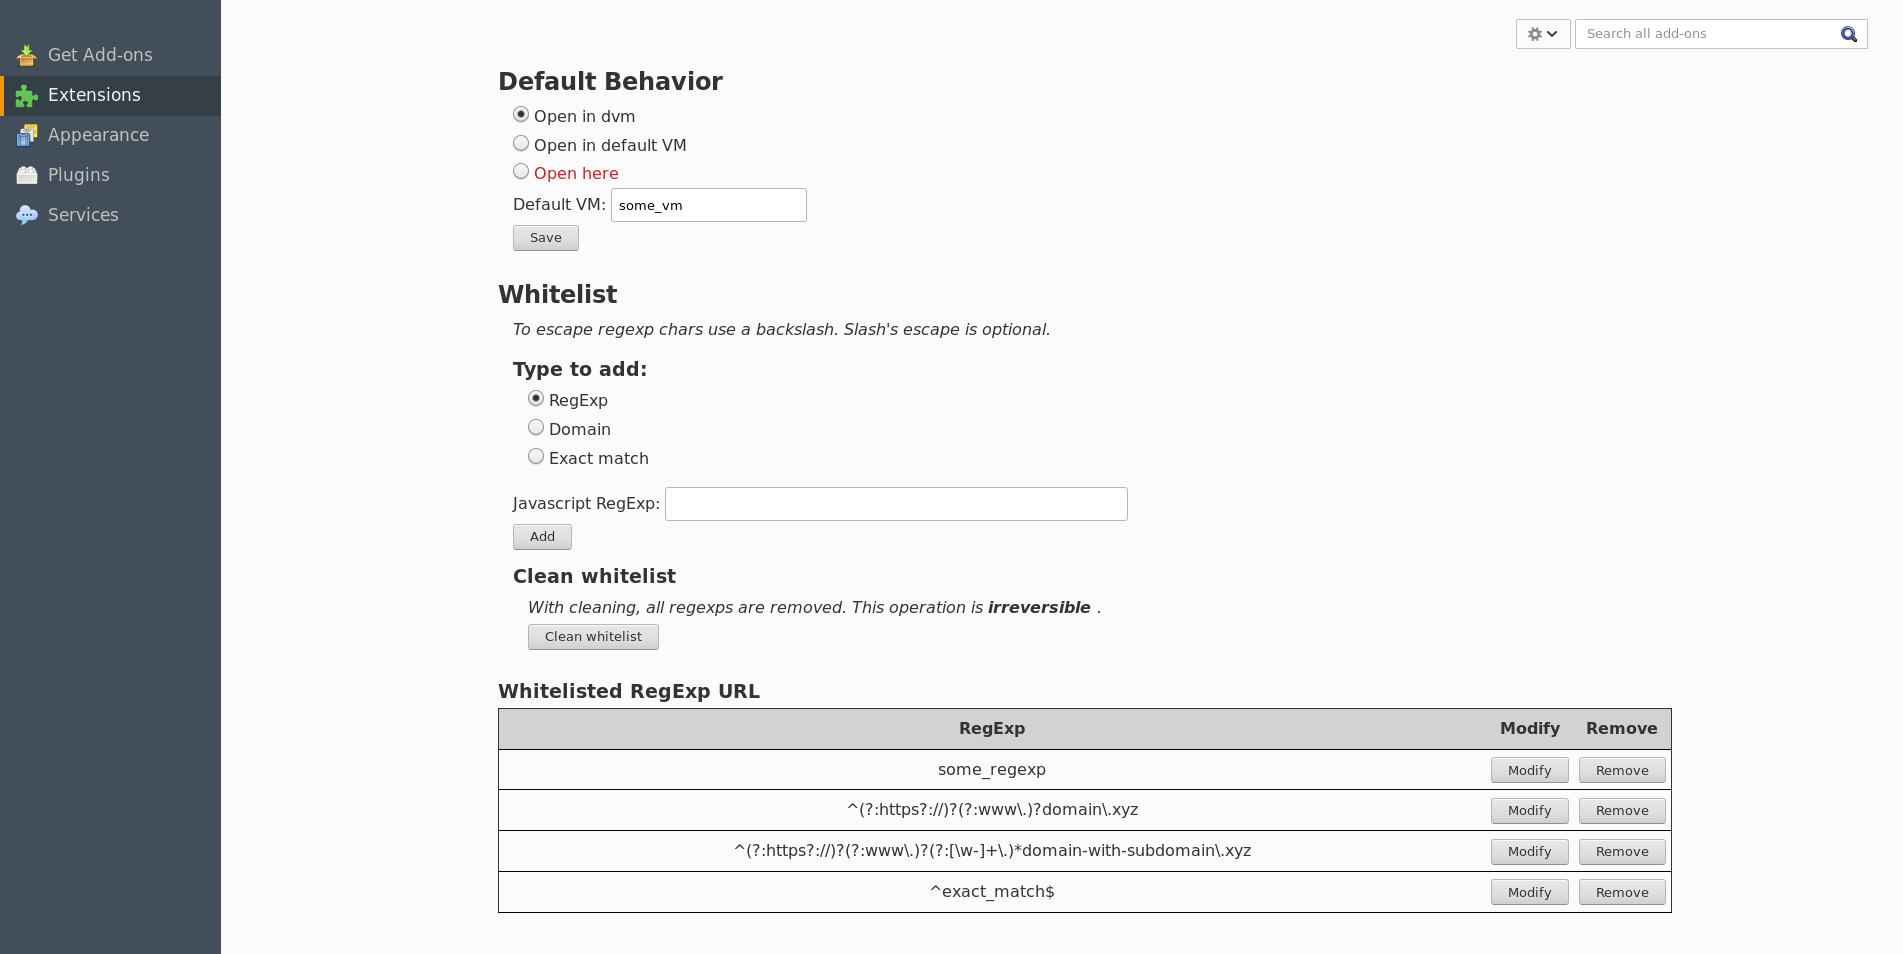 Get Add-ons
Extensions
Appearance
Plugins
Services
Search all add-ons
Default Behavior
Open in dvm
Open in default VM
Open here
Default VM: some_vm
Save
Whitelist
To escape regexp chars use a backslash. Slash's escape is optional.
Type to add:
RegExp
Domain
Exact match
Javascript RegExp:
Add
Clean whitelist
With cleaning, all regexps are removed. This operation is irreversible .
Clean whitelist
Whitelisted RegExp URL
RegExp Modify Remove
some_regexp Modify Remove
^(?:https?://)?(?:www\.)?domain\.xyz Modify Remove
^(?:https?://)?(?:www\.)?(?:[\w-]+\.)*domain-with-subdomain\.xyz Modify Remove
^exact_match$ Modify Remove